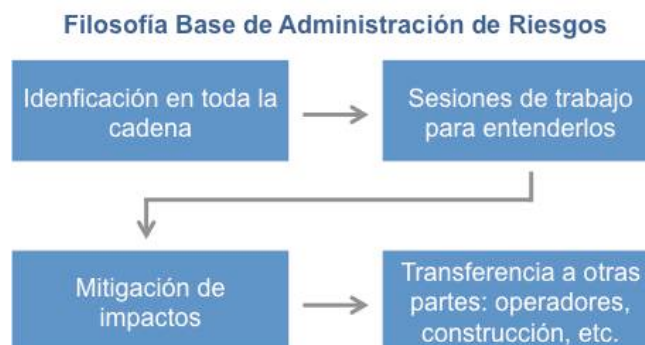 Filosofía Base de Administración de Riesgos
Idenficación en toda la
cadena
Sesiones de trabajo
para entenderlos
Mitigación de
impactos
Transferencia a otras
partes: operadores,
construcción, etc.